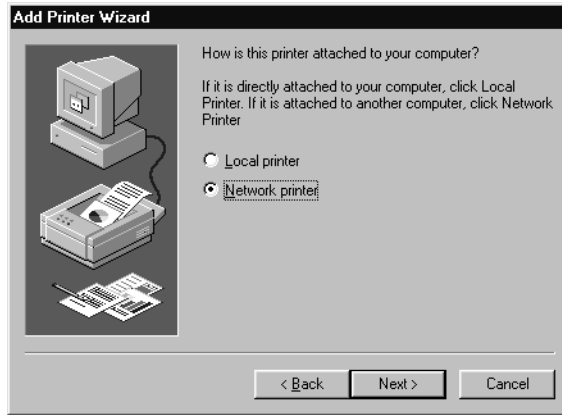 Add Printer Wizard
How is this printer attached to your computer?
If it is directly attached to your computer, click Local
Printer. If it is attached to another computer, click Network
Printer
Local printer
Network printer
< Back
Next >
Cancel